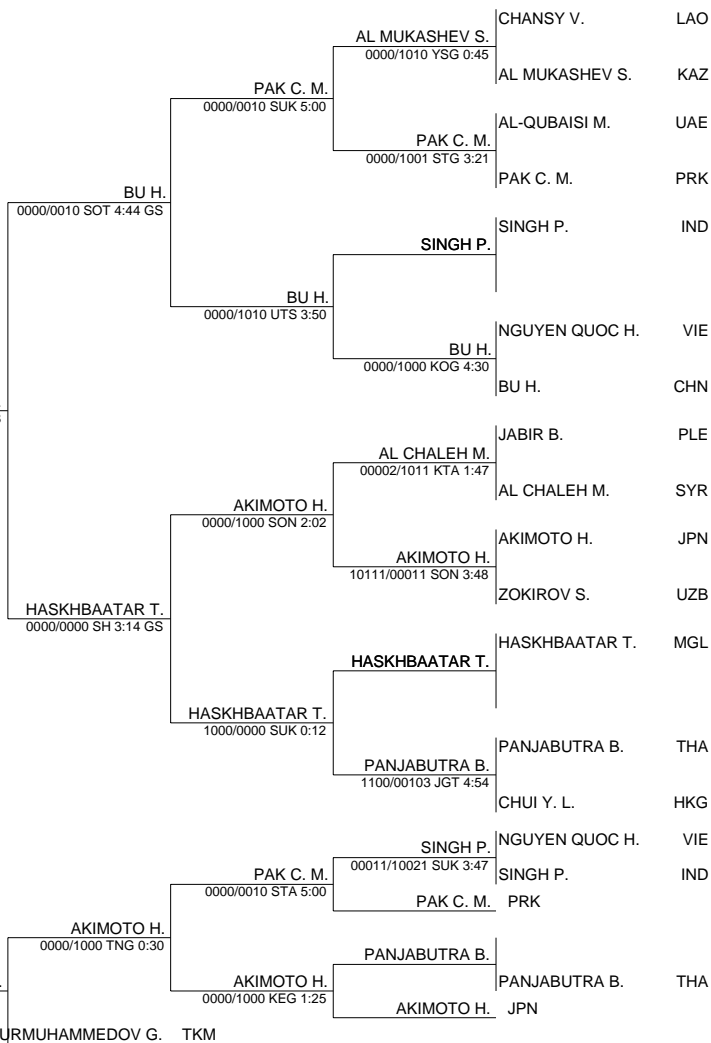 CHANSY V. LAO
AL MUKASHEV S.
0000/1010 YSG 0:45
AL MUKASHEV S. KAZ
PAK C. M.
0000/0010 SUK 5:00
AL-QUBAISI M. UAE
PAK C. M.
0000/1001 STG 3:21
PAK C. M. PRK
BU H.
0000/0010 SOT 4:44 GS
SINGH P. IND
SINGH P.
BU H.
0000/1010 UTS 3:50
NGUYEN QUOC H. VIE
BU H.
0000/1000 KOG 4:30
BU H. CHN
JABIR B. PLE
AL CHALEH M.
00002/1011 KTA 1:47
AL CHALEH M. SYR
AKIMOTO H.
0000/1000 SON 2:02
AKIMOTO H. JPN
AKIMOTO H.
10111/00011 SON 3:48
ZOKIROV S. UZB
HASKHBAATAR T.
0000/0000 SH 3:14 GS
HASKHBAATAR T. MGL
HASKHBAATAR T.
HASKHBAATAR T.
1000/0000 SUK 0:12
PANJABUTRA B. THA
PANJABUTRA B.
1100/00103 JGT 4:54
CHUI Y. L. HKG
NGUYEN QUOC H. VIE
SINGH P.
00011/10021 SUK 3:47
SINGH P. IND
PAK C. M.
0000/0010 STA 5:00
PAK C. M. PRK
AKIMOTO H.
0000/1000 TNG 0:30
PANJABUTRA B.
PANJABUTRA B. THA
AKIMOTO H.
0000/1000 KEG 1:25
AKIMOTO H. JPN
URMUHAMMEDOV G. TKM